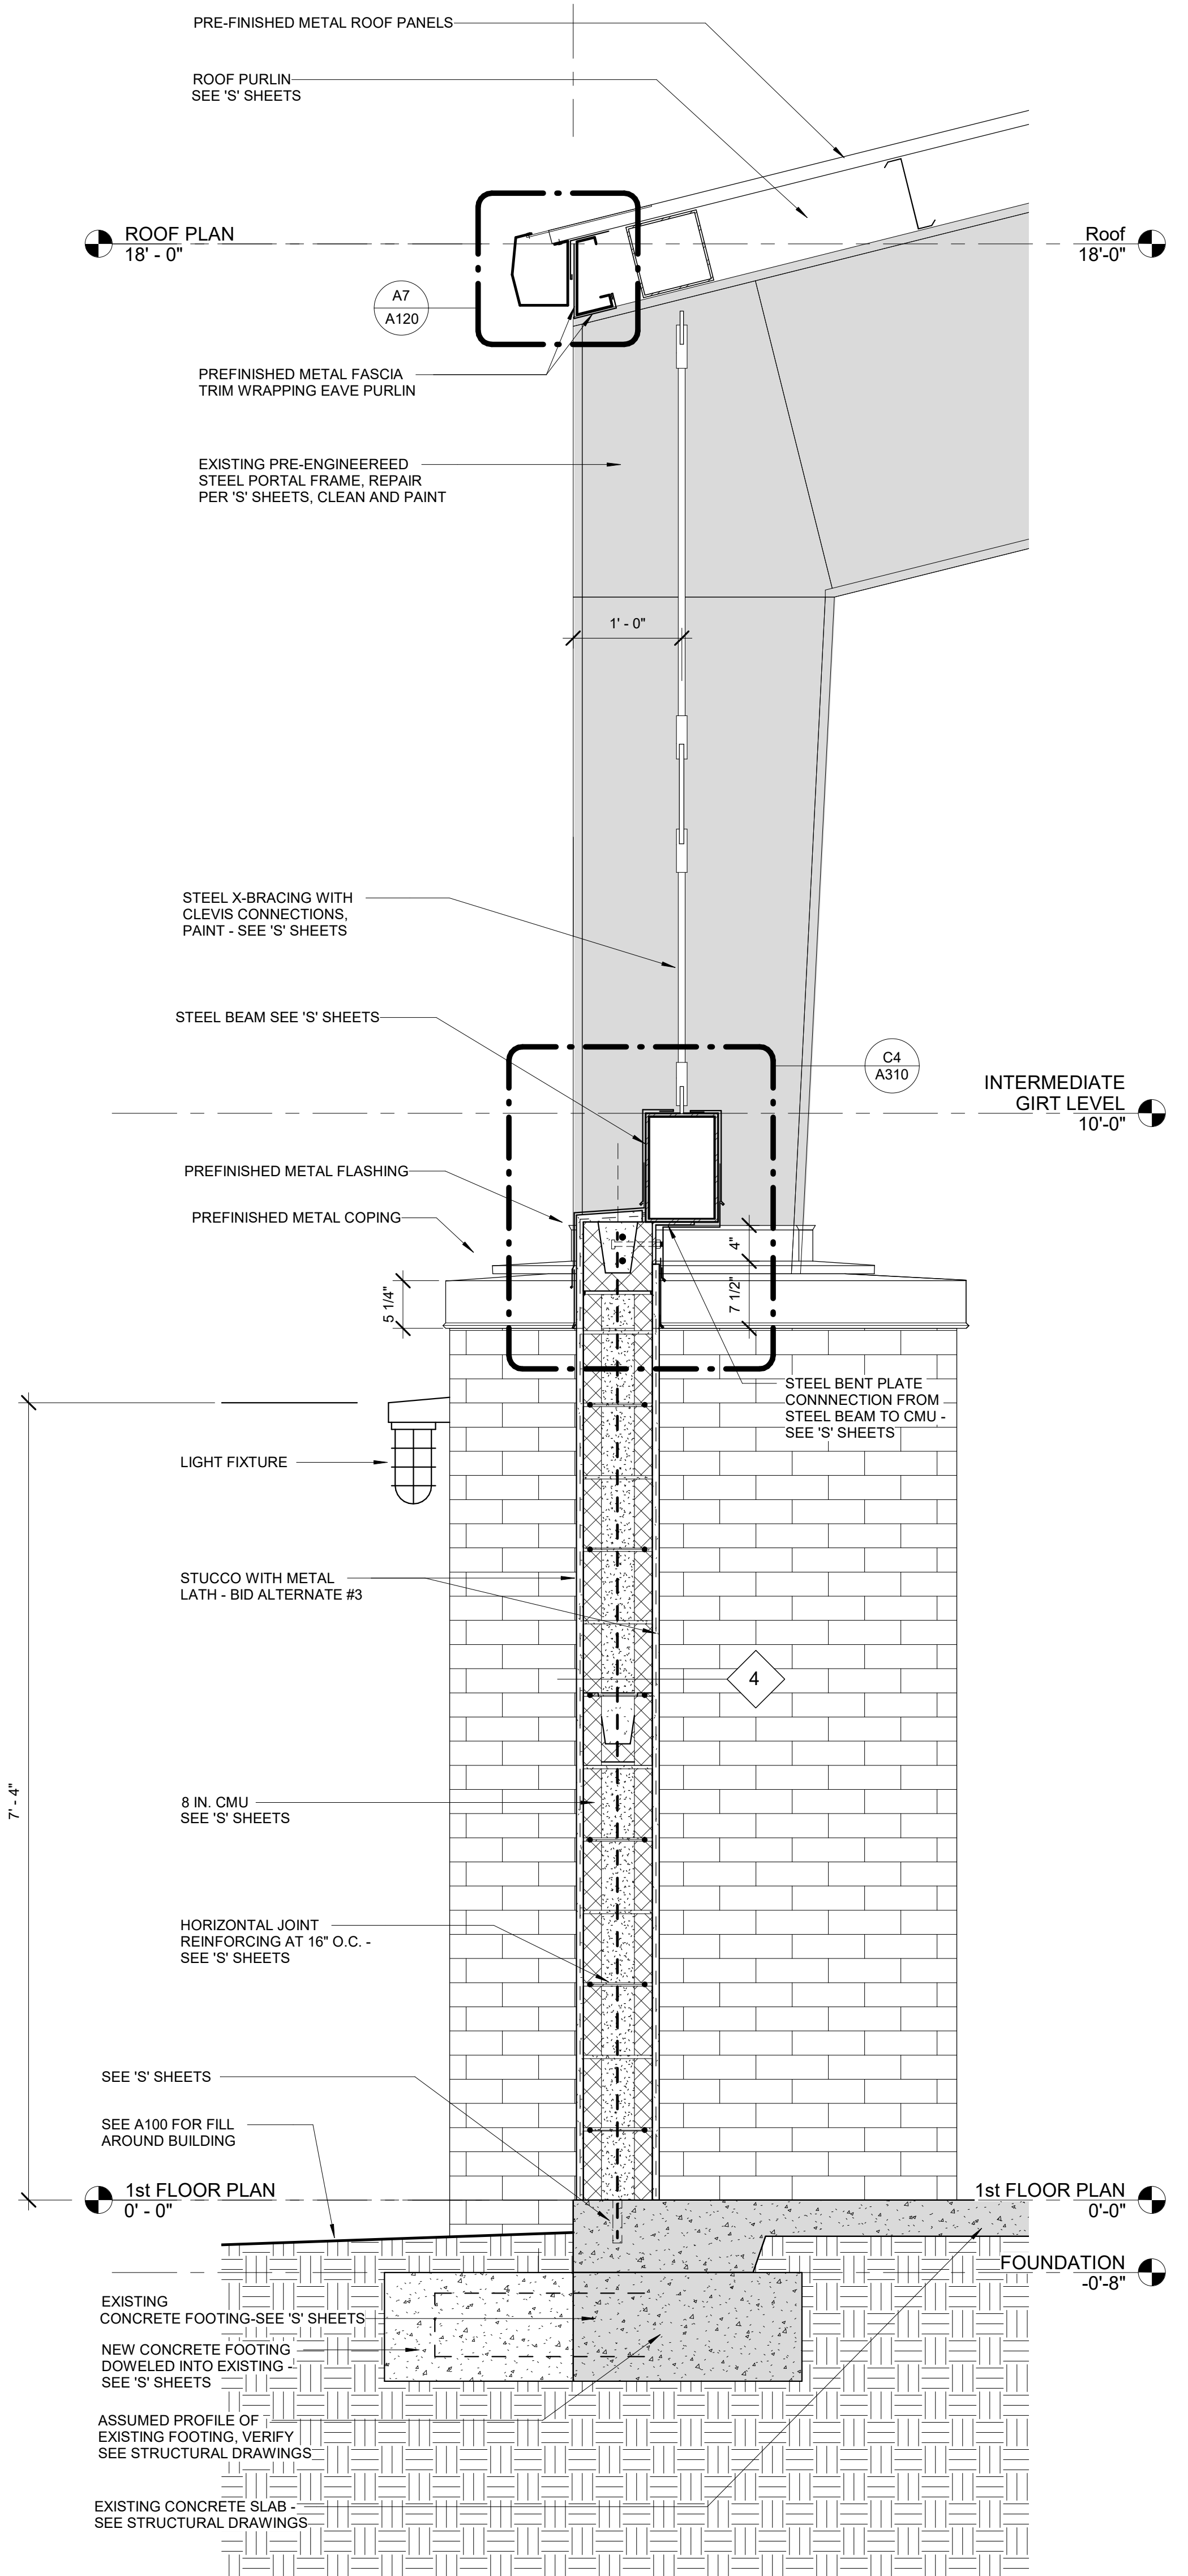 PRE-FINISHED METAL ROOF PANELS
ROOF PURLIN
SEE 'S' SHEETS
ROOF PLAN
18' - 0"
Roof
18'-0"
A7
A120
PREFINISHED METAL FASCIA
TRIM WRAPPING EAVE PURLIN
EXISTING PRE-ENGINEEREED
STEEL PORTAL FRAME, REPAIR
PER 'S' SHEETS, CLEAN AND PAINT
1' - 0"
STEEL X-BRACING WITH
CLEVIS CONNECTIONS,
PAINT - SEE 'S' SHEETS
STEEL BEAM SEE 'S' SHEETS
C4
A310
INTERMEDIATE
GIRT LEVEL
10'-0"
PREFINISHED METAL FLASHING
PREFINISHED METAL COPING
4"
7 1/2"
5 1/4"
STEEL BENT PLATE
CONNNECTION FROM
STEEL BEAM TO CMU -
SEE 'S' SHEETS
LIGHT FIXTURE
STUCCO WITH METAL
LATH - BID ALTERNATE #3
4
7' - 4"
8 IN. CMU
SEE 'S' SHEETS
HORIZONTAL JOINT
REINFORCING AT 16" O.C. -
SEE 'S' SHEETS
SEE 'S' SHEETS
SEE A100 FOR FILL
AROUND BUILDING
1st FLOOR PLAN
0' - 0"
1st FLOOR PLAN
0'-0"
FOUNDATION
-0'-8"
EXISTING
CONCRETE FOOTING-SEE 'S' SHEETS
NEW CONCRETE FOOTING
DOWELED INTO EXISTING -
SEE 'S' SHEETS
ASSUMED PROFILE OF
EXISTING FOOTING, VERIFY
SEE STRUCTURAL DRAWINGS
EXISTING CONCRETE SLAB -
SEE STRUCTURAL DRAWINGS